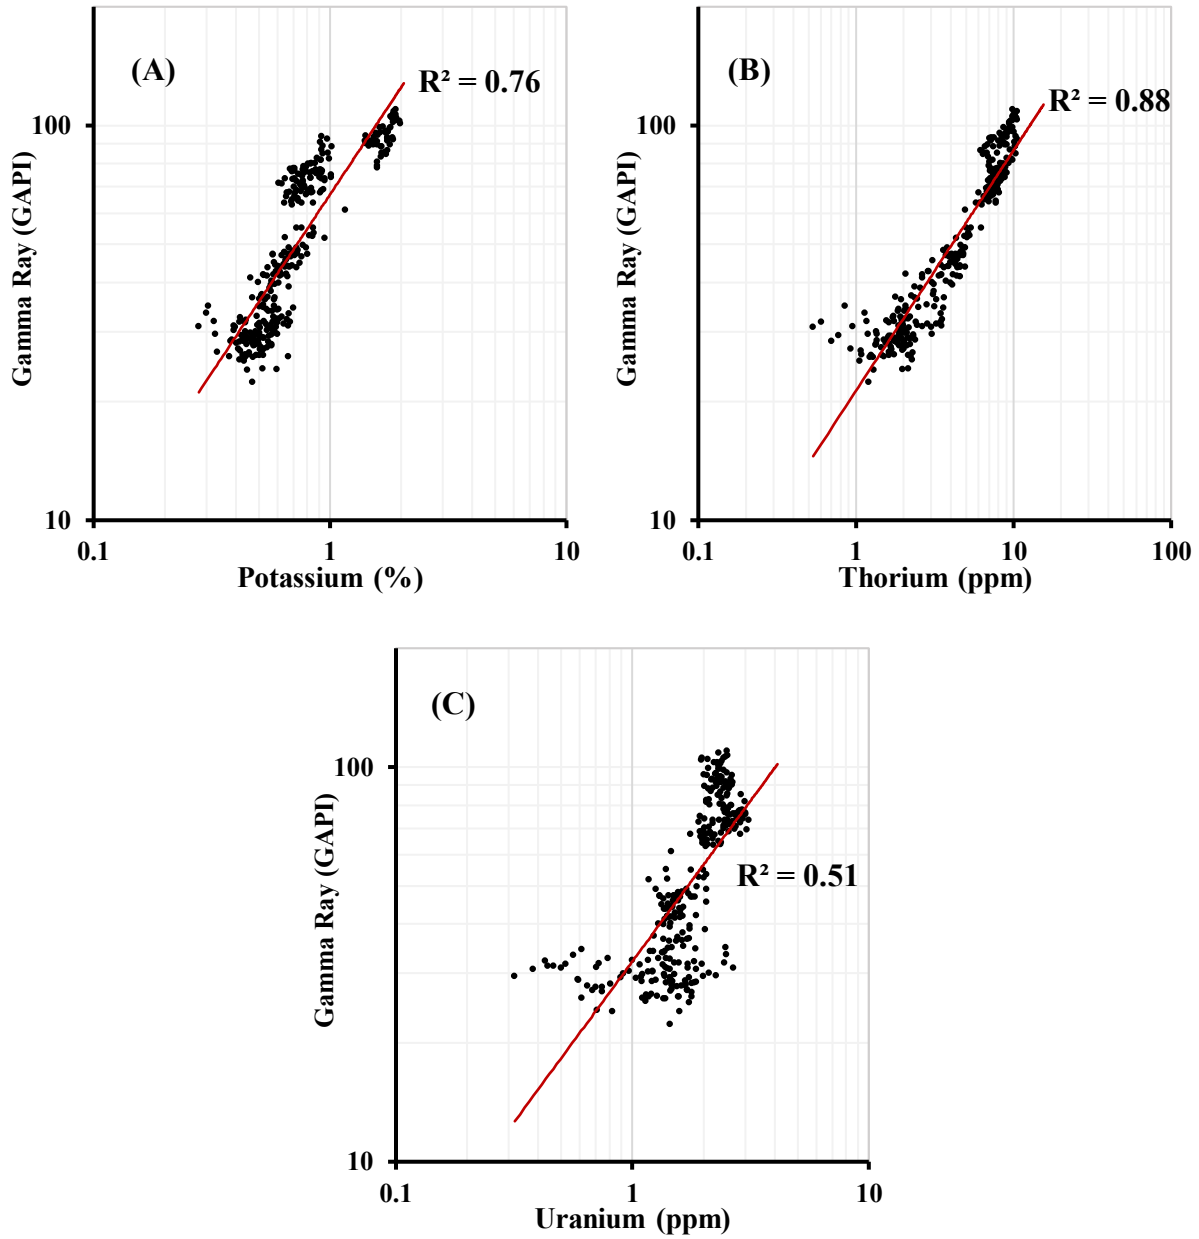 (A)
R² = 0.76
100
10
Gamma Ray (GAPI)
0.1
1
10
Potassium (%)
(B)
R² = 0.88
100
10
Gamma Ray (GAPI)
0.1
1
10
100
Thorium (ppm)
(C)
R² = 0.51
100
10
Gamma Ray (GAPI)
0.1
1
10
Uranium (ppm)